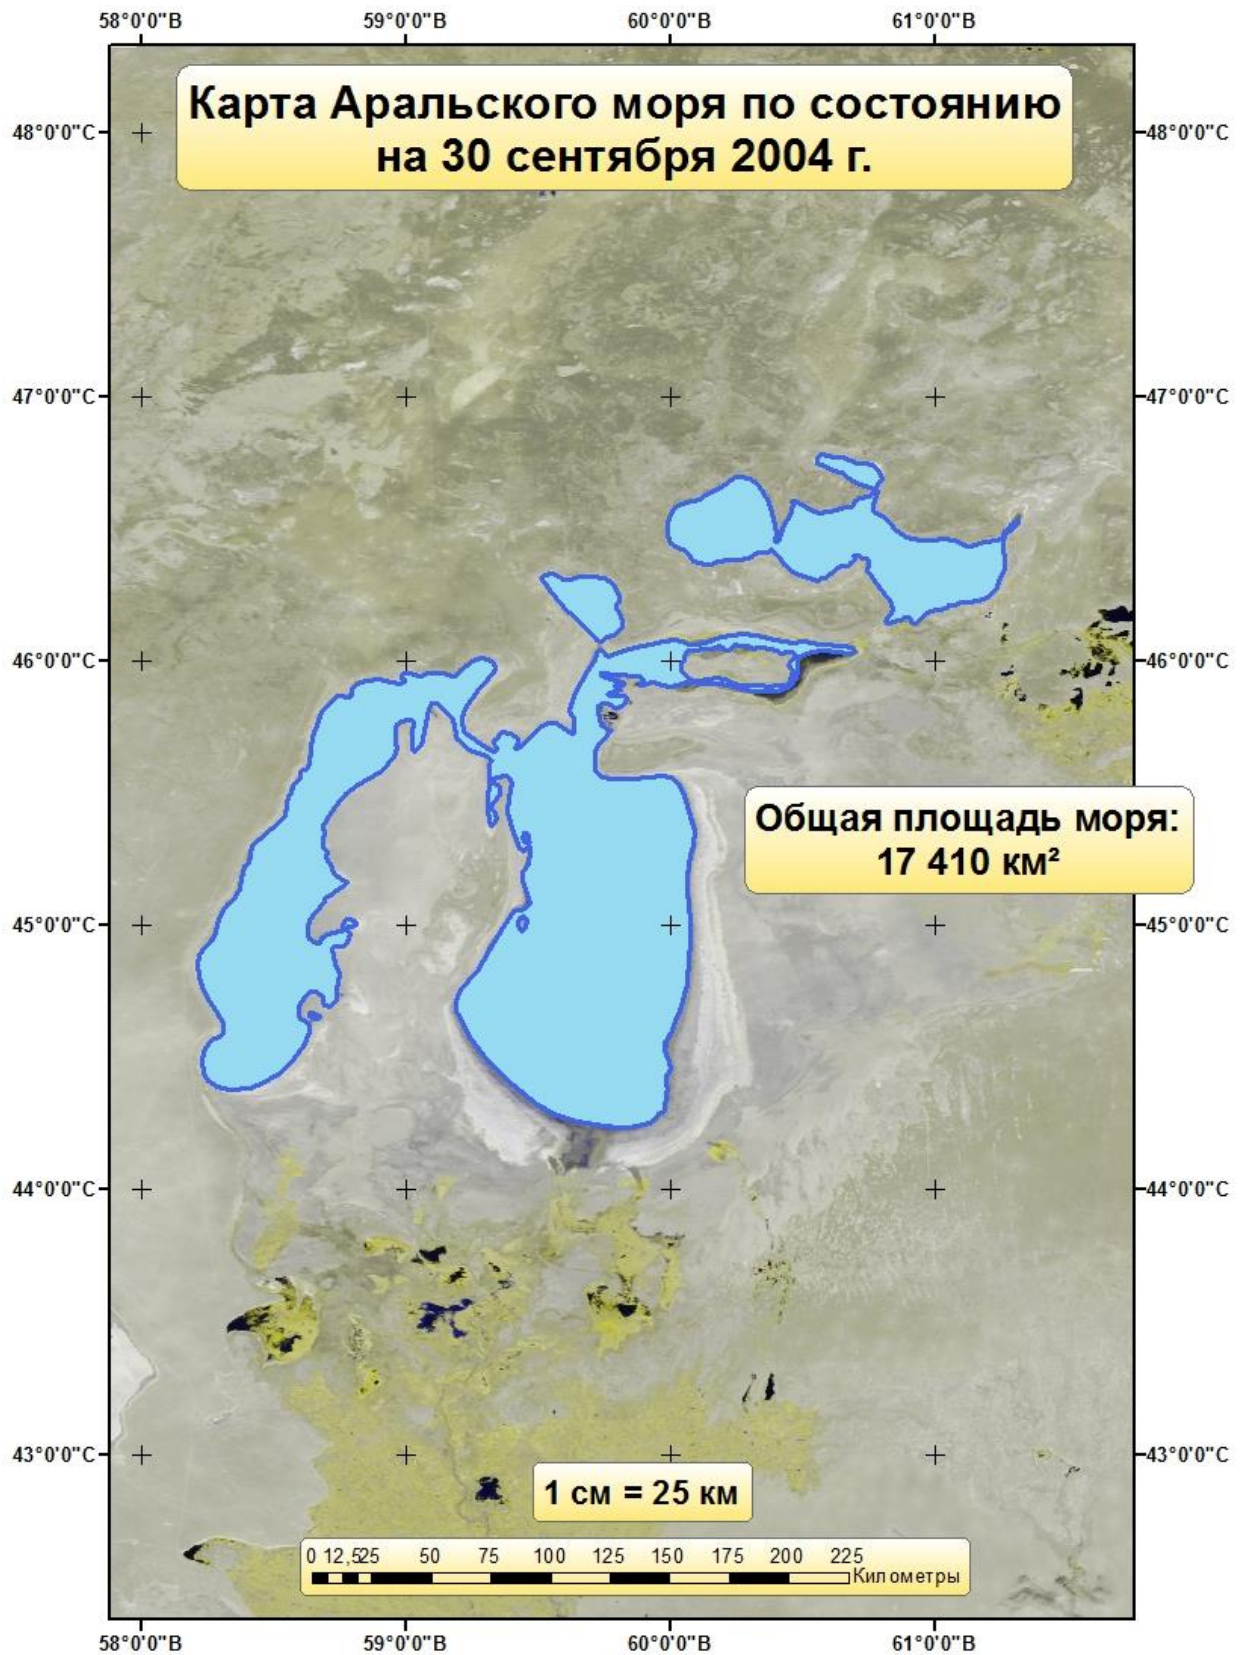 58°0'0"В 59°0'0"В 60°0'0"В 61°0'0"В
Карта Аральского моря по состоянию
на 30 сентября 2004 г.
48°0'0"С 48°0'0"С
47°0'0"С 47°0'0"С
46°0'0"С 46°0'0"С
Общая площадь моря:
17 410 км²
45°0'0"С 45°0'0"С
44°0'0"С 44°0'0"С
43°0'0"С 43°0'0"С
1 см = 25 км
0 12,525 50 75 100 125 150 175 200 225
Километры
58°0'0"В 59°0'0"В 60°0'0"В 61°0'0"В